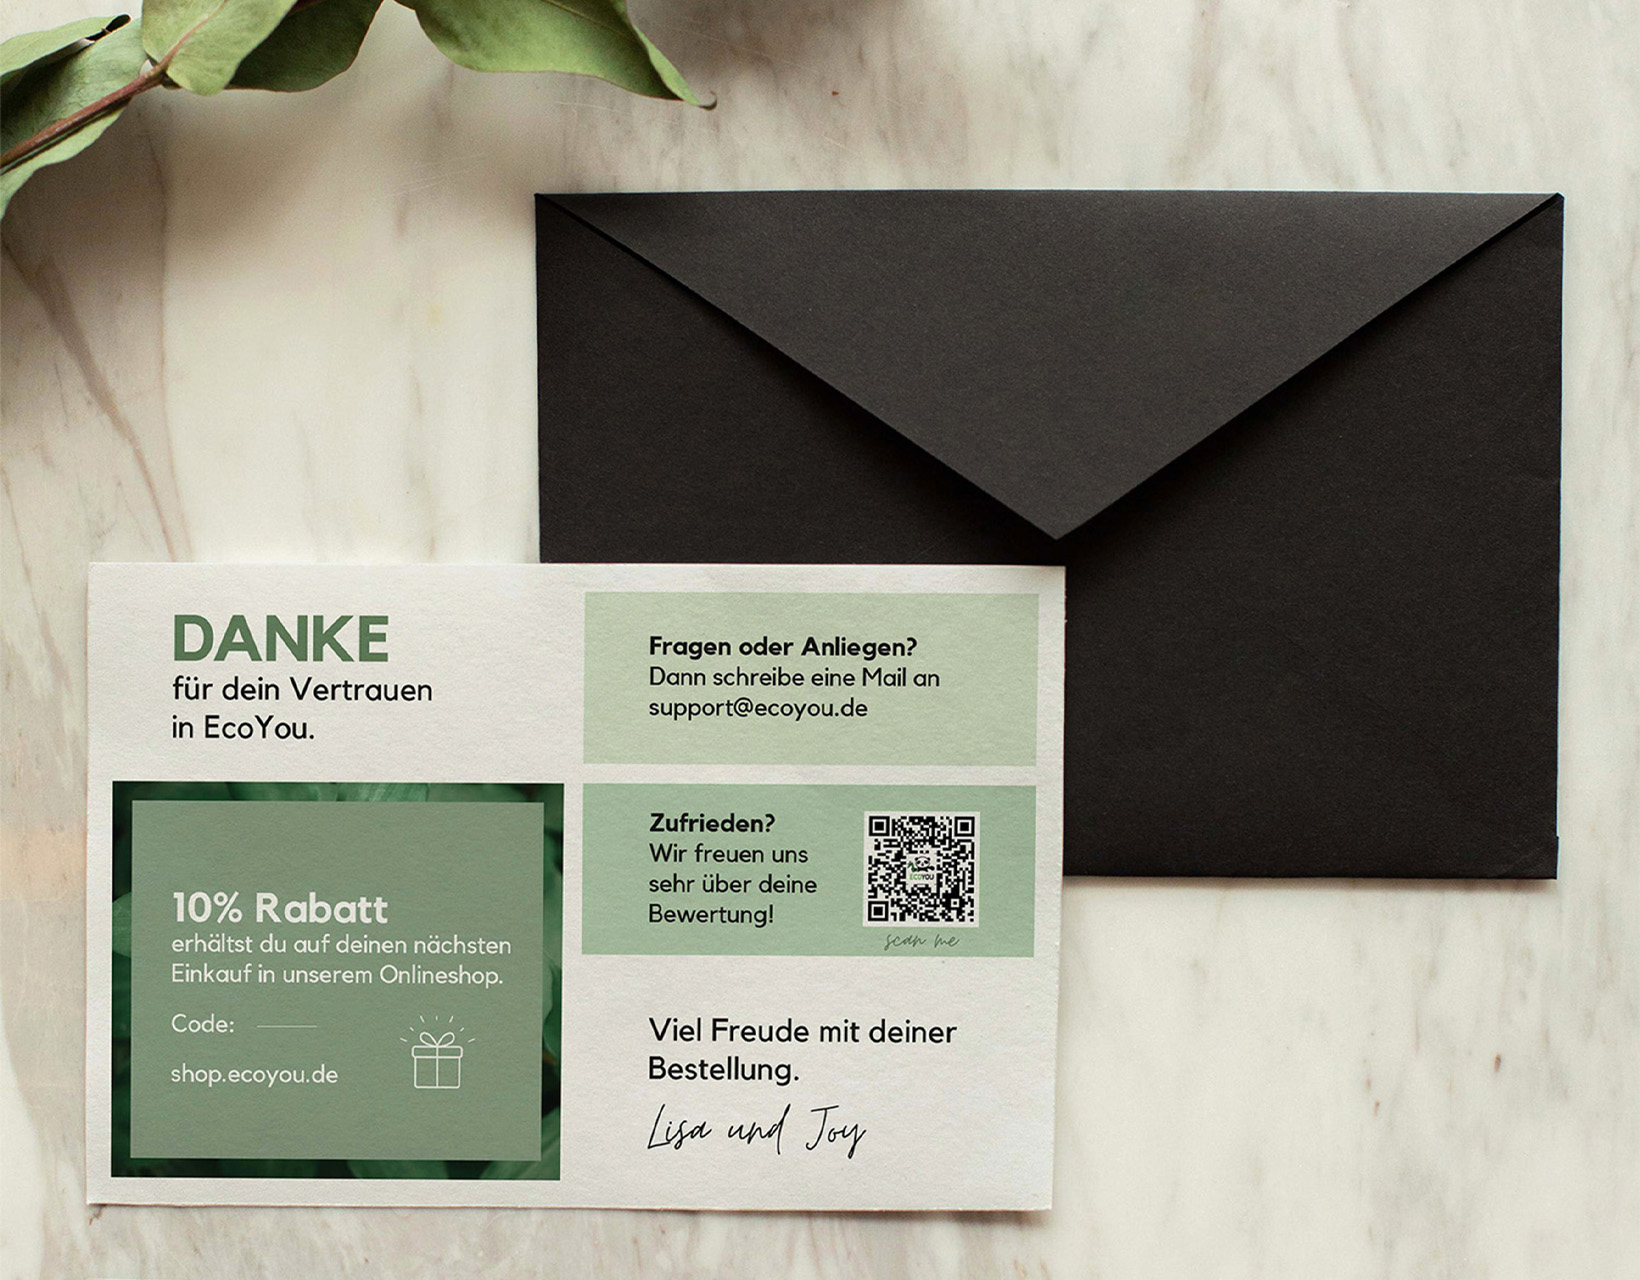 DANKE
für dein Vertrauen
in EcoYou.
10% Rabatt
erhältst du auf deinen nächsten
Einkauf in unserem Onlineshop.
Code:
shop.ecoyou.de
Fragen oder Anliegen?
Dann schreibe eine Mail an
support@ecoyou.de
Zufrieden?
Wir freuen uns
sehr über deine
Bewertung!
ECOYOU
scan me
Viel Freude mit deiner
Bestellung.
Lisa und Joy